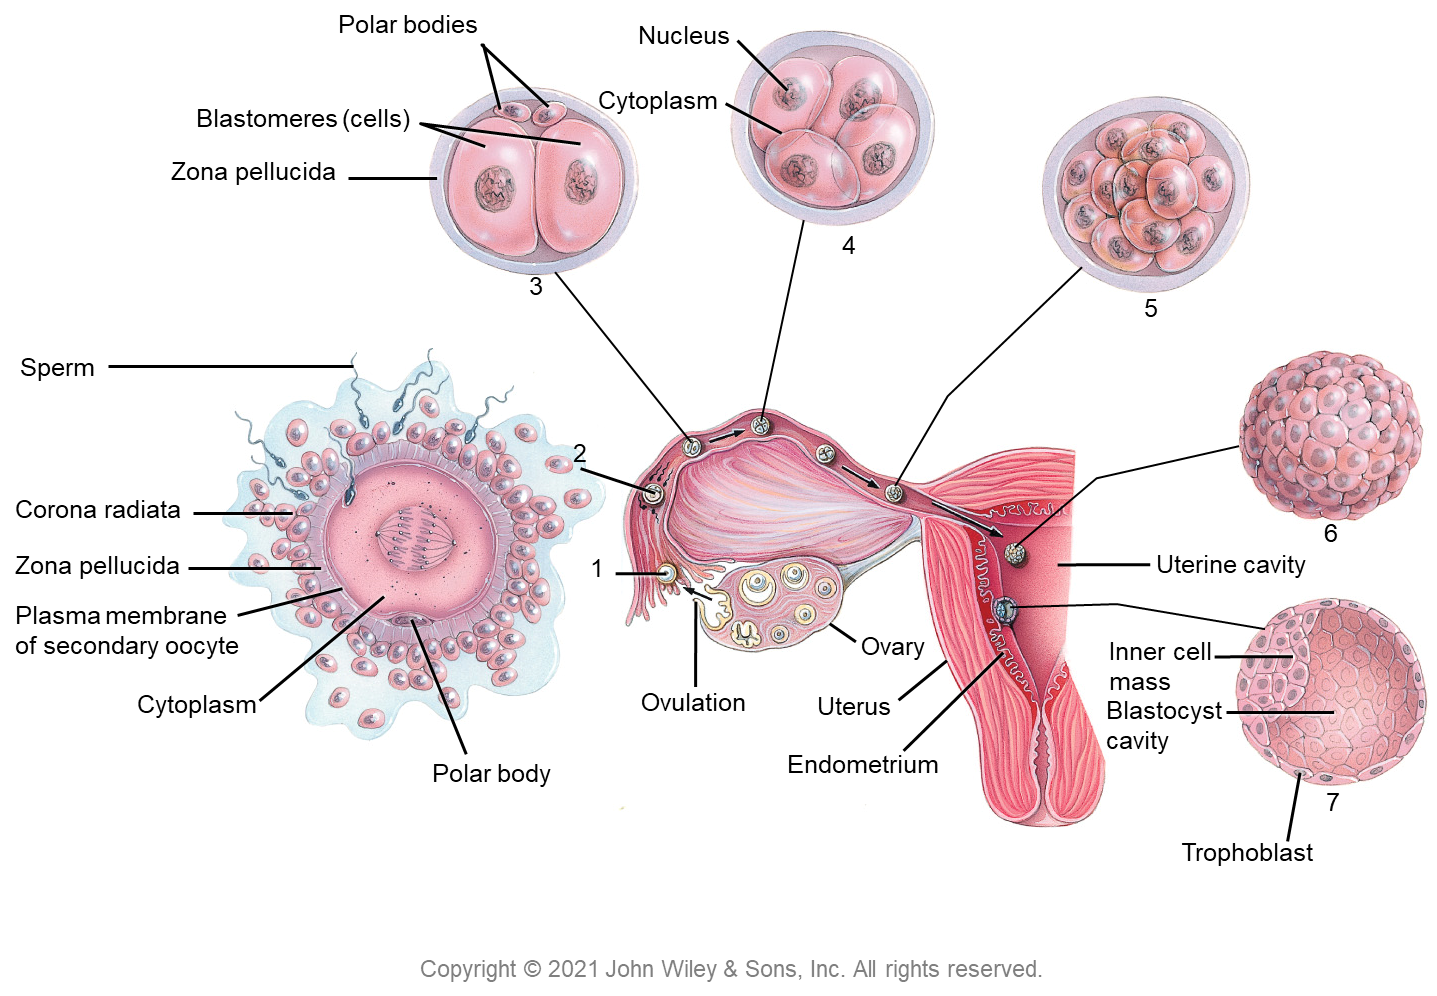 Polar bodies
Nucleus
Cytoplasm
Blastomeres (cells)
Zona pellucida
3
4
5
Sperm
2
Corona radiata
6
Zona pellucida
1
Uterine cavity
Plasma membrane
of secondary oocyte
Ovary
Inner cell
mass
Cytoplasm
Ovulation
Uterus
Blastocyst
cavity
Endometrium
Polar body
7
Trophoblast
Copyright © 2021 John Wiley & Sons, Inc. All rights reserved.